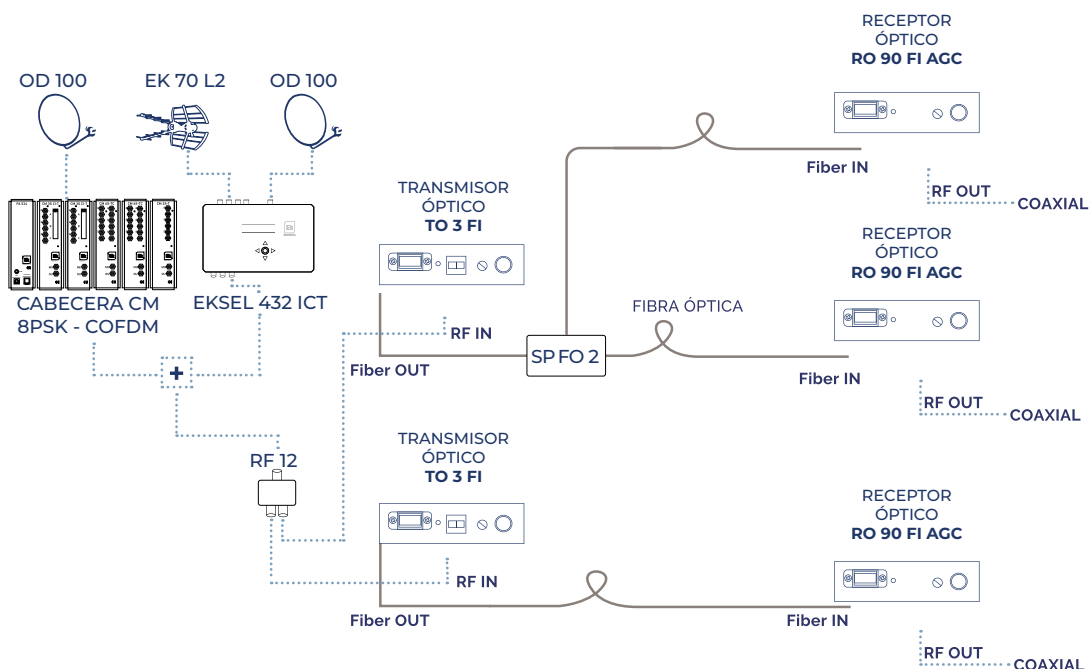 RECEPTOR
ÓPTICO
RO 90 FI AGC
OD 100
EK 70 L2
OD 100
Fiber IN
RF OUT
COAXIAL
TRANSMISOR
ÓPTICO
TO 3 FI
RECEPTOR
ÓPTICO
RO 90 FI AGC
CABECERA CM
8PSK - COFDM
EKSEL 432 ICT
FIBRA ÓPTICA
RF IN
SP FO 2
Fiber OUT
Fiber IN
RF OUT
COAXIAL
+
TRANSMISOR
ÓPTICO
TO 3 FI
RF 12
RECEPTOR
ÓPTICO
RO 90 FI AGC
RF IN
Fiber OUT
Fiber IN
RF OUT
COAXIAL